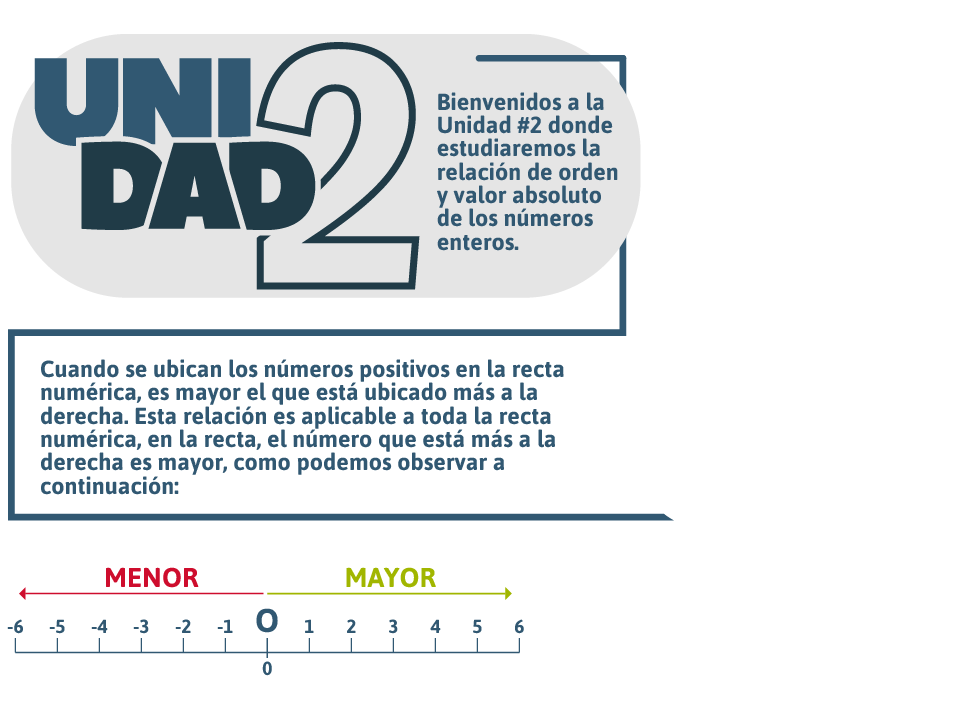 UNI
DAD
2
Bienvenidos a la
Unidad #2 donde
estudiaremos la
relación de orden
y valor absoluto
de los números
enteros.
Cuando se ubican los números positivos en la recta
numérica, es mayor el que está ubicado más a la
derecha. Esta relación es aplicable a toda la recta
numérica, en la recta, el número que está más a la
derecha es mayor, como podemos observar a
continuación:
MENOR MAYOR
-6 -5 -4 -3 -2 -1 O 1 2 3 4 5 6
0